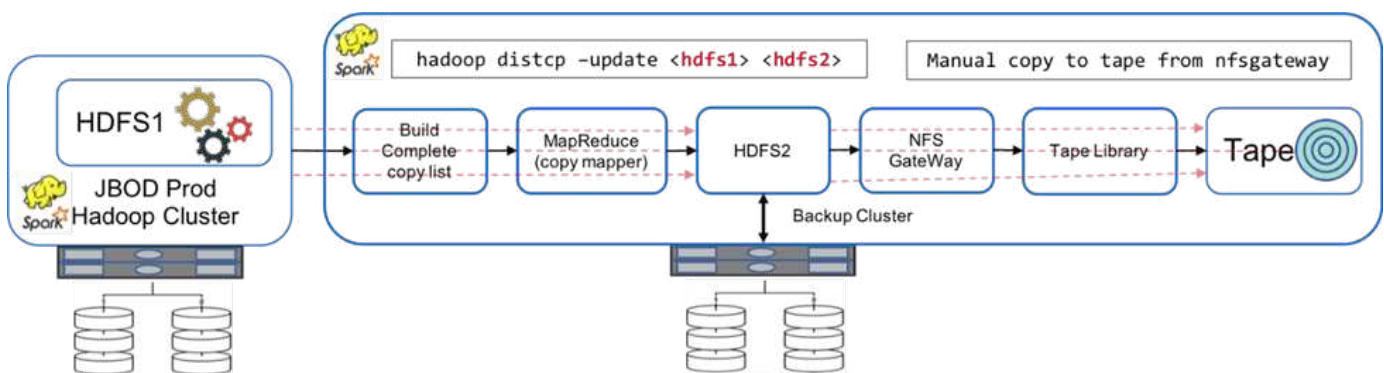 Spark
hadoop distcp –update <hdfs1> <hdfs2>
Manual copy to tape from nfsgateway
HDFS1
Spark
JBOD Prod
Hadoop Cluster
Build
Complete
copy list
MapReduce
(copy mapper)
HDFS2
NFS
GateWay
Tape Library
Tape
Backup Cluster